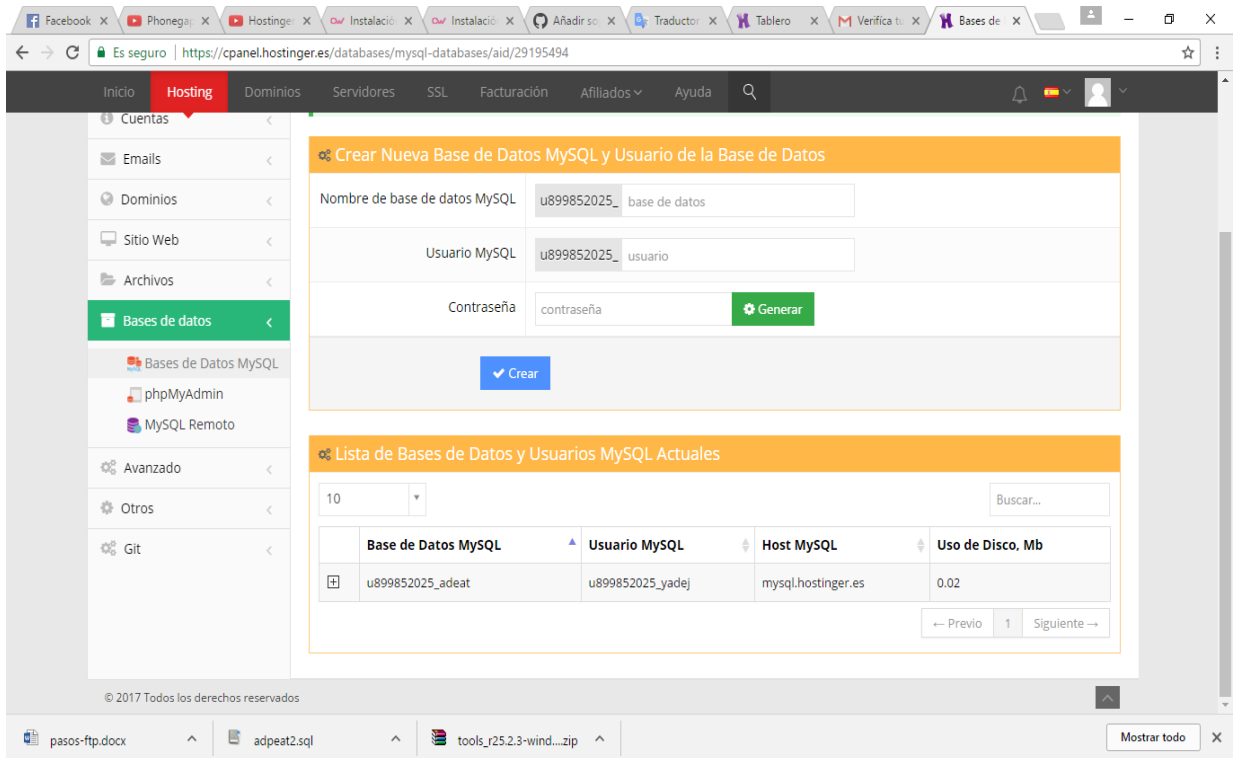 Facebook
Phonegap
Hostinger
Instalació
Instalació
Añadir so
Traductor
Tablero
Verifíca tu
Bases de
Es seguro | https://cpanel.hostinger.es/databases/mysql-databases/aid/29195494
Inicio Hosting Dominios Servidores SSL Facturación Afiliados Ayuda
Cuentas
Emails
Dominios
Sitio Web
Archivos
Bases de datos
Bases de Datos MySQL
phpMyAdmin
MySQL Remoto
Avanzado
Otros
Git
Crear Nueva Base de Datos MySQL y Usuario de la Base de Datos
Nombre de base de datos MySQL u899852025_ base de datos
Usuario MySQL u899852025_ usuario
Contraseña contraseña Generar
Crear
Lista de Bases de Datos y Usuarios MySQL Actuales
10 Buscar...
Base de Datos MySQL Usuario MySQL Host MySQL Uso de Disco, Mb
u899852025_adeat u899852025_yadej mysql.hostinger.es 0.02
← Previo 1 Siguiente →
© 2017 Todos los derechos reservados
pasos-ftp.docx adpeat2.sql tools_r25.2.3-wind....zip Mostrar todo